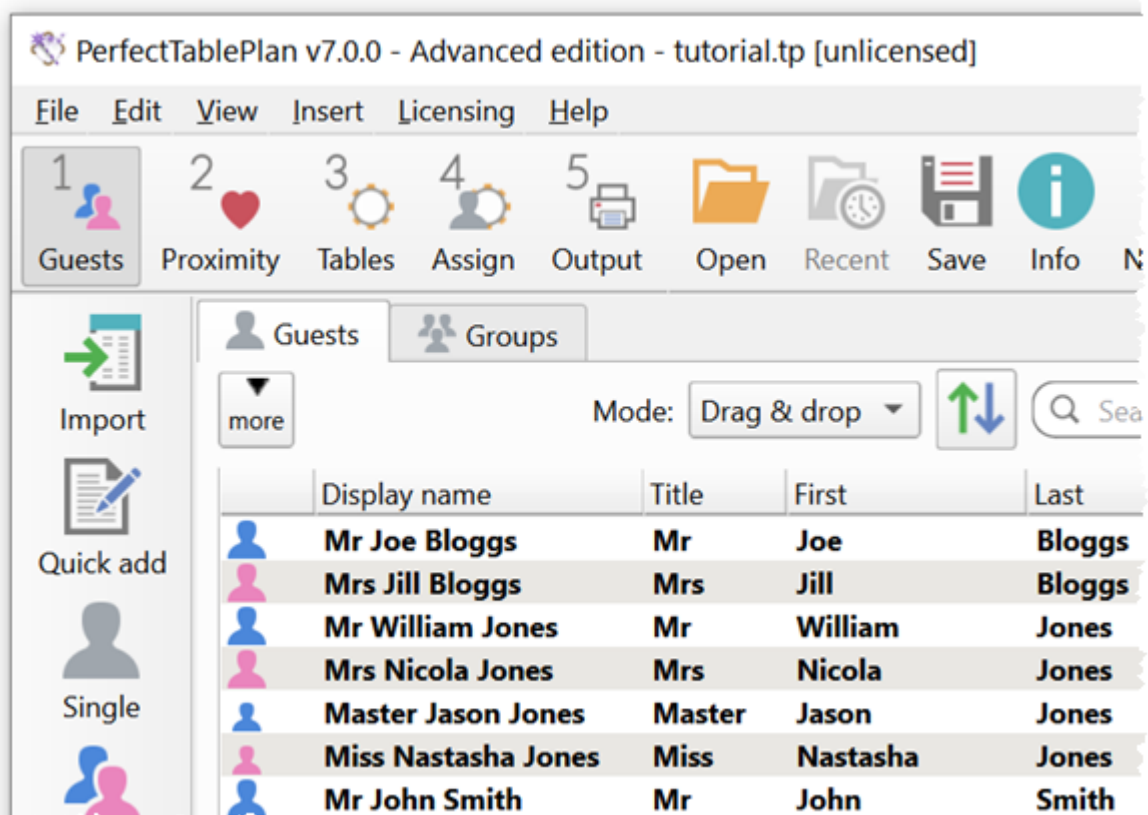 PerfectTablePlan v7.0.0 - Advanced edition - tutorial.tp [unlicensed]
File Edit View Insert Licensing Help
1 2 3 4 5
Guests Proximity Tables Assign Output Open Recent Save Info
Guests Groups
Import
more Mode: Drag & drop Sea
Display name Title First Last
Mr Joe Bloggs Mr Joe Bloggs
Quick add
Mrs Jill Bloggs Mrs Jill Bloggs
Mr William Jones Mr William Jones
Mrs Nicola Jones Mrs Nicola Jones
Single
Master Jason Jones Master Jason Jones
Miss Nastasha Jones Miss Nastasha Jones
Mr John Smith Mr John Smith